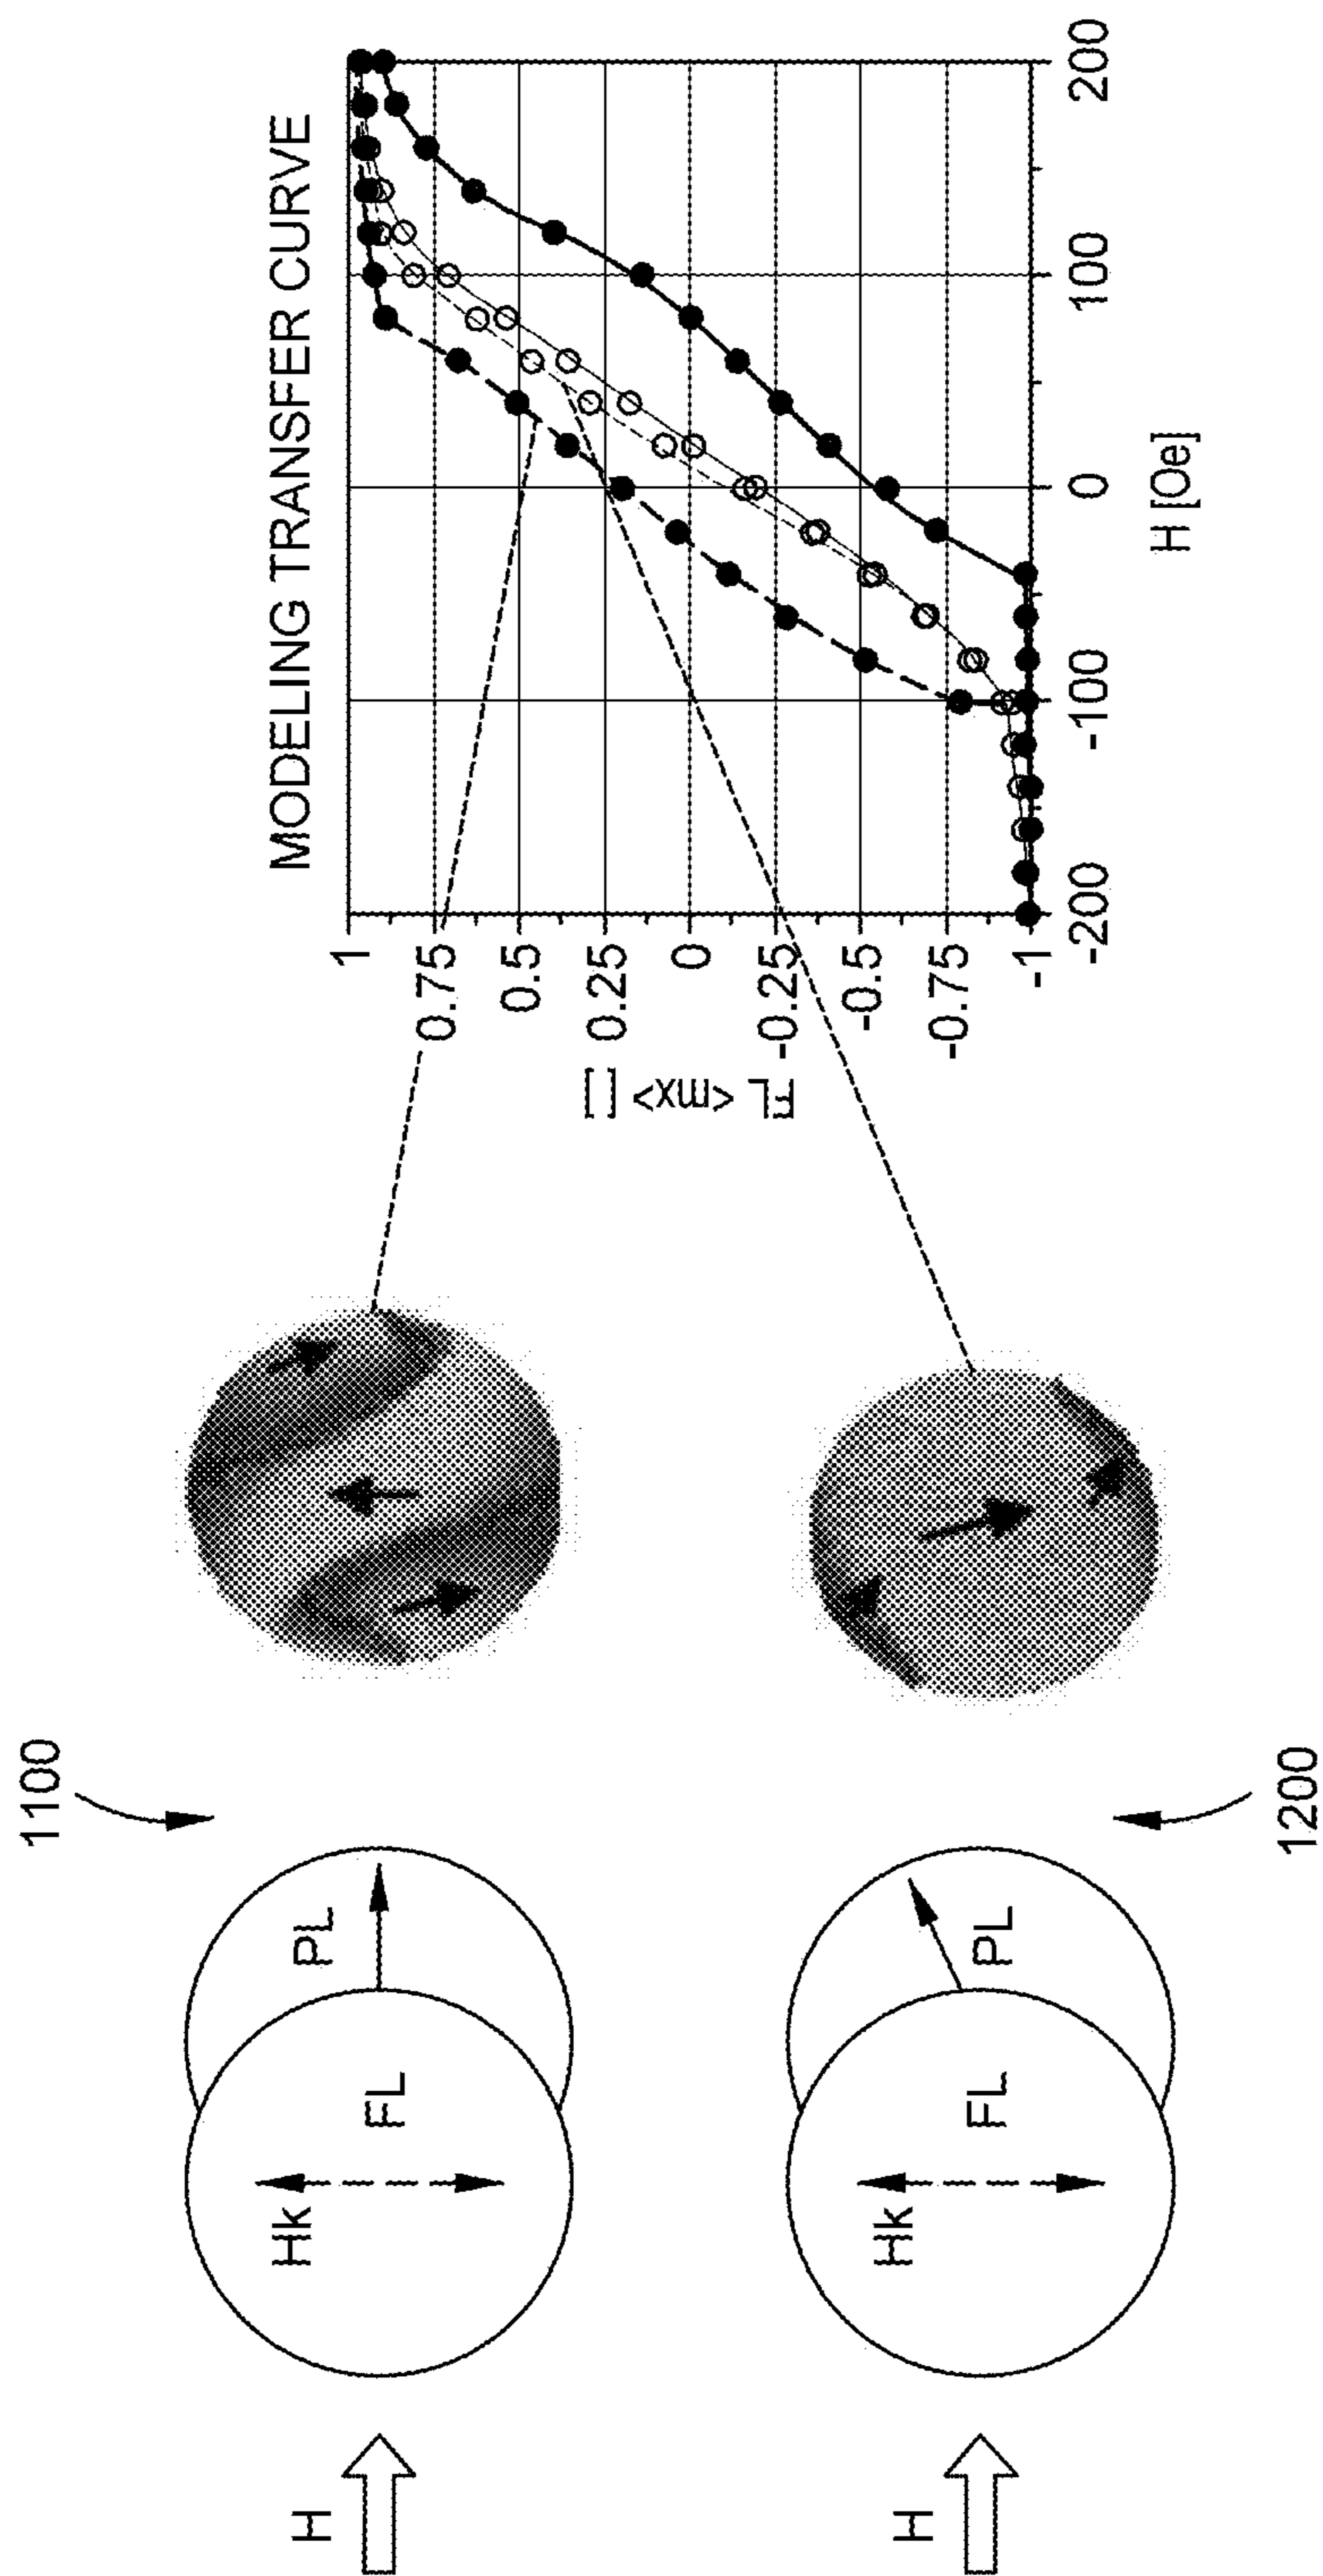 1100
H
Hk
FL
PL
H
Hk
FL
PL
1200
MODELING TRANSFER CURVE
FL <mx> []
1
0.75
0.5
0.25
0
-0.25
-0.5
-0.75
-1
-200
-100
0
100
200
H [Oe]